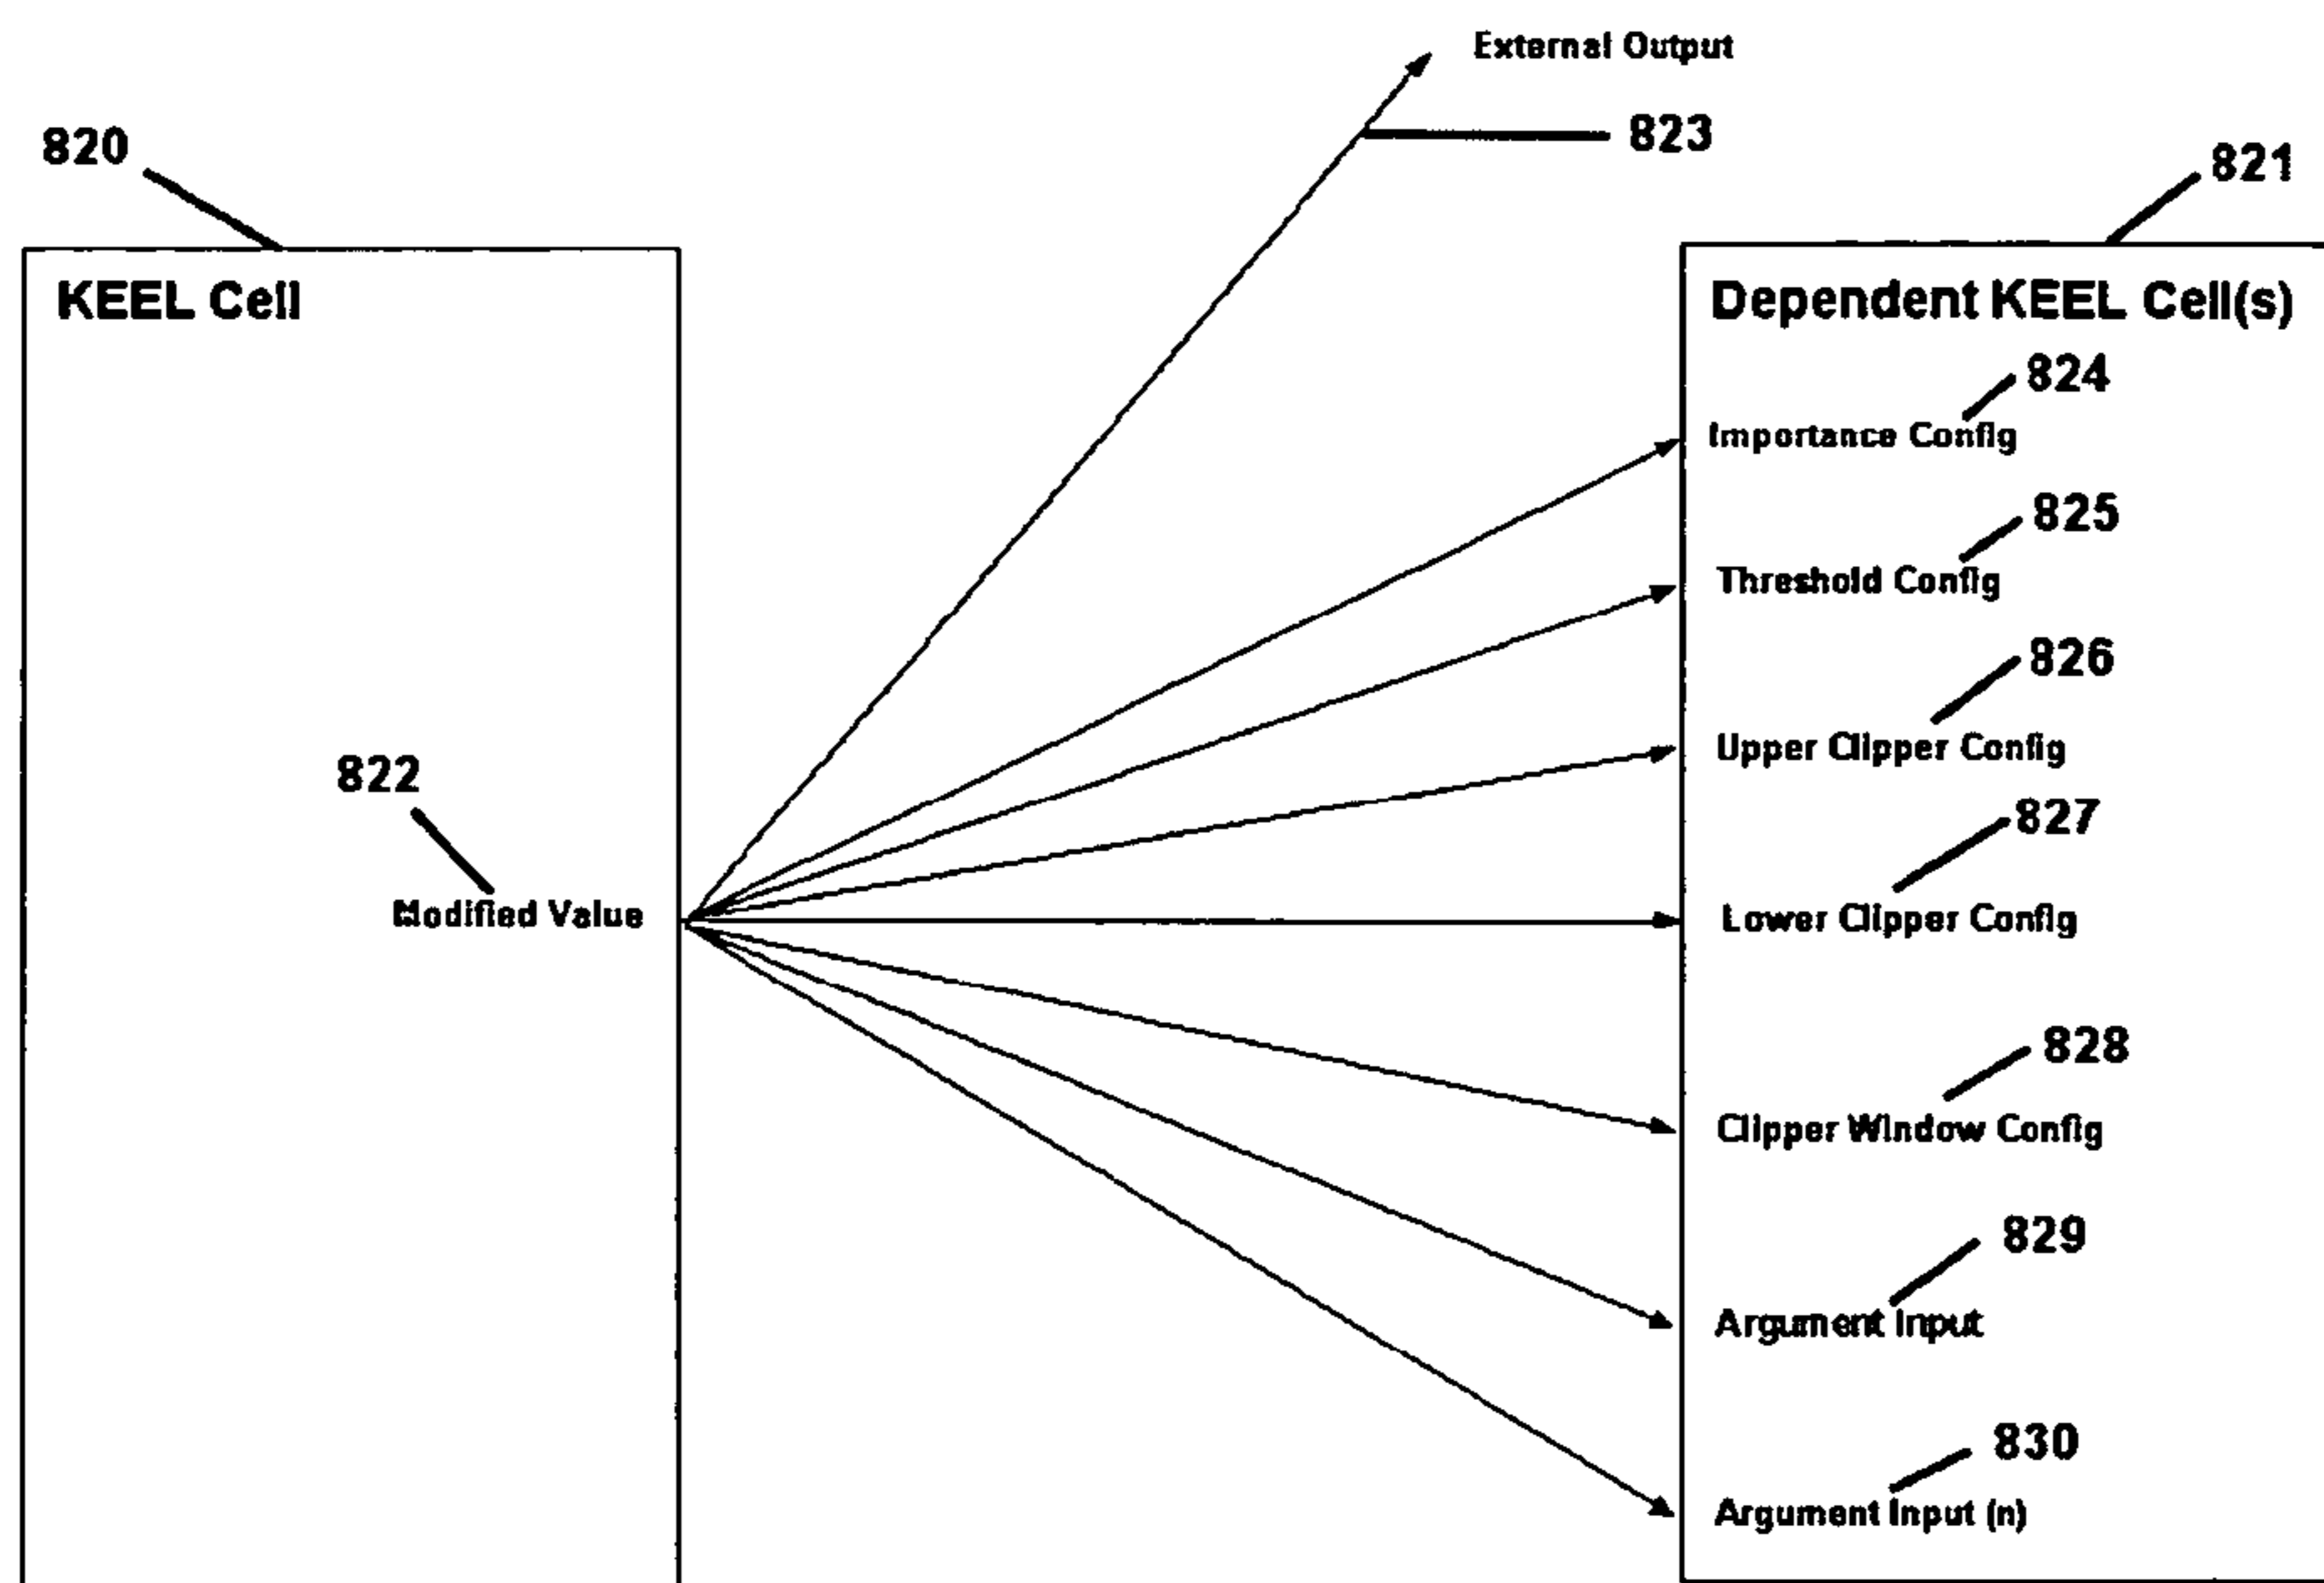 External Output
820
823
821
KEEL Cell
Dependent KEEL Cell(s)
824
Importance Config
825
Threshold Config
826
Upper Clipper Config
822
827
Modified Value
Lower Clipper Config
828
Clipper Window Config
829
Argument Input
830
Argument Input (n)